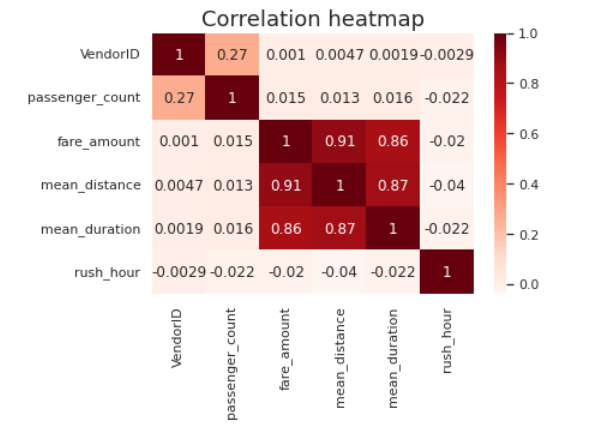 Correlation heatmap
VendorID 1 0.27 0.001 0.0047 0.0019 -0.0029
passenger_count 0.27 1 0.015 0.013 0.016 -0.022
fare_amount 0.001 0.015 1 0.91 0.86 -0.02
mean_distance 0.0047 0.013 0.91 1 0.87 -0.04
mean_duration 0.0019 0.016 0.86 0.87 1 -0.022
rush_hour -0.0029 -0.022 -0.02 -0.04 -0.022 1
VendorID
passenger_count
fare_amount
mean_distance
mean_duration
rush_hour
1.0
0.8
0.6
0.4
0.2
0.0